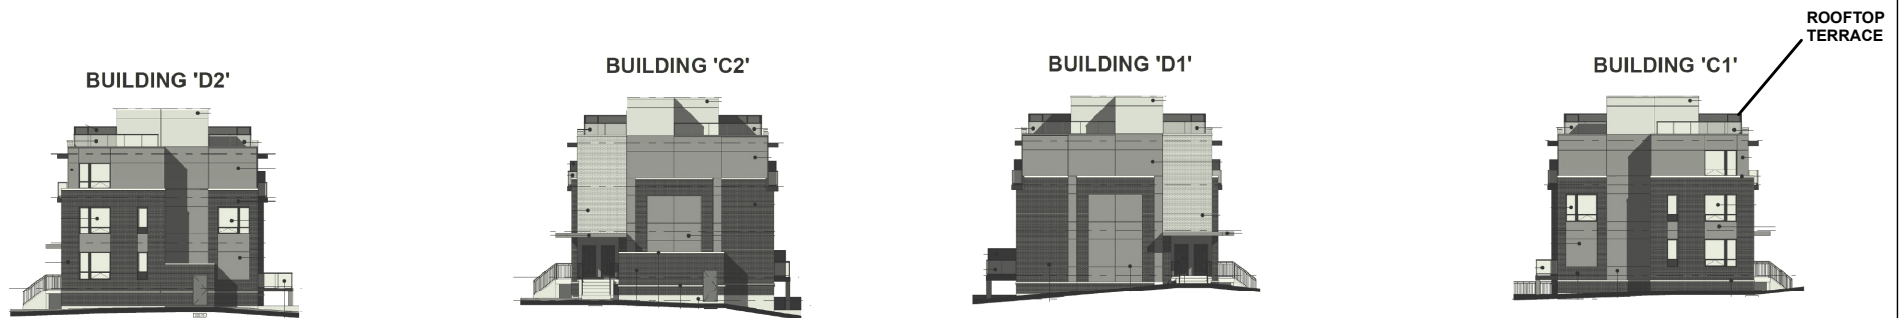 ROOFTOP
TERRACE
BUILDING 'D2'
BUILDING 'C2'
BUILDING 'D1'
BUILDING 'C1'